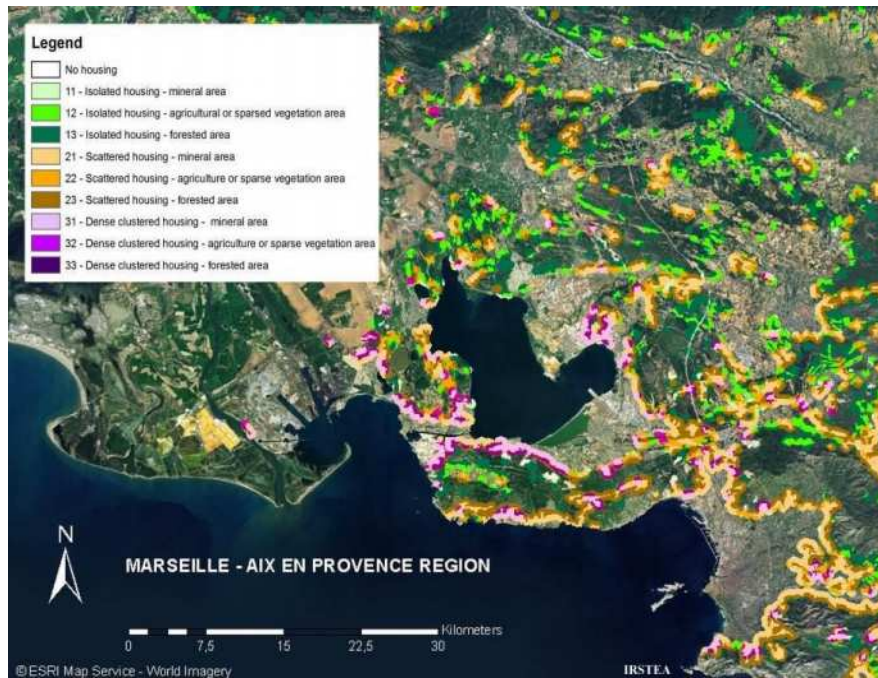 Legend
No housing
11 - Isolated housing - mineral area
12 - Isolated housing - agricultural or sparsed vegetation area
13 - Isolated housing - forested area
21 - Scattered housing - mineral area
22 - Scattered housing - agriculture or sparse vegetation area
23 - Scattered housing - forested area
31 - Dense clustered housing - mineral area
32 - Dense clustered housing - agriculture or sparse vegetation area
33 - Dense clustered housing - forested area
N
MARSEILLE - AIX EN PROVENCE REGION
Kilometers
0 7,5 15 22,5 30
© ESRI Map Service - World Imagery
IRSTEA